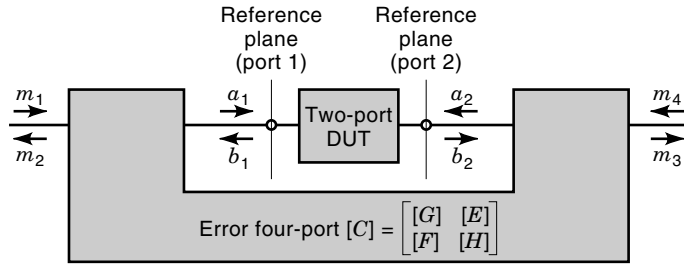 Reference
plane
(port 1)
Reference
plane
(port 2)
m₁
a₁
Two-port
DUT
a₂
m₄
m₂
b₁
b₂
m₃
Error four-port [C] = [[G] [E]
[F] [H]]